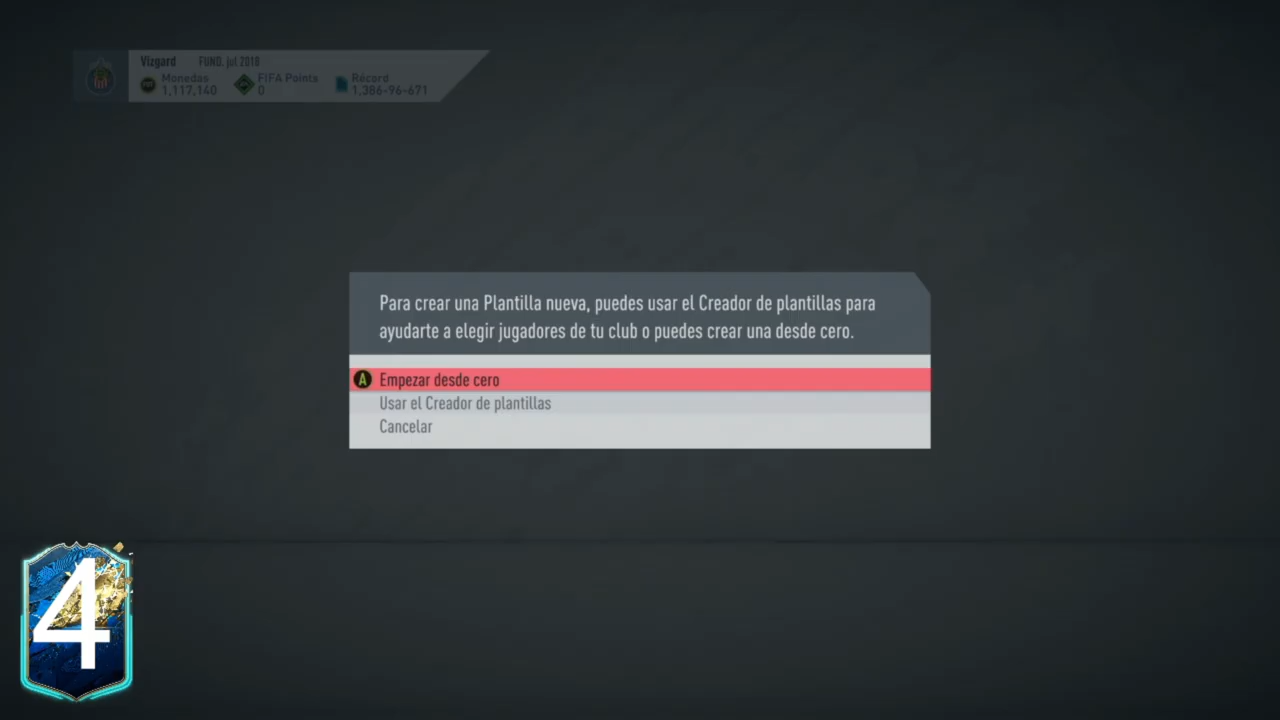 Vizgard FUND. jul 2018
Monedas FIFA Points Récord
1,117,140 0 1,386-96-671
Para crear una Plantilla nueva, puedes usar el Creador de plantillas para
ayudarte a elegir jugadores de tu club o puedes crear una desde cero.
A Empezar desde cero
Usar el Creador de plantillas
Cancelar
4